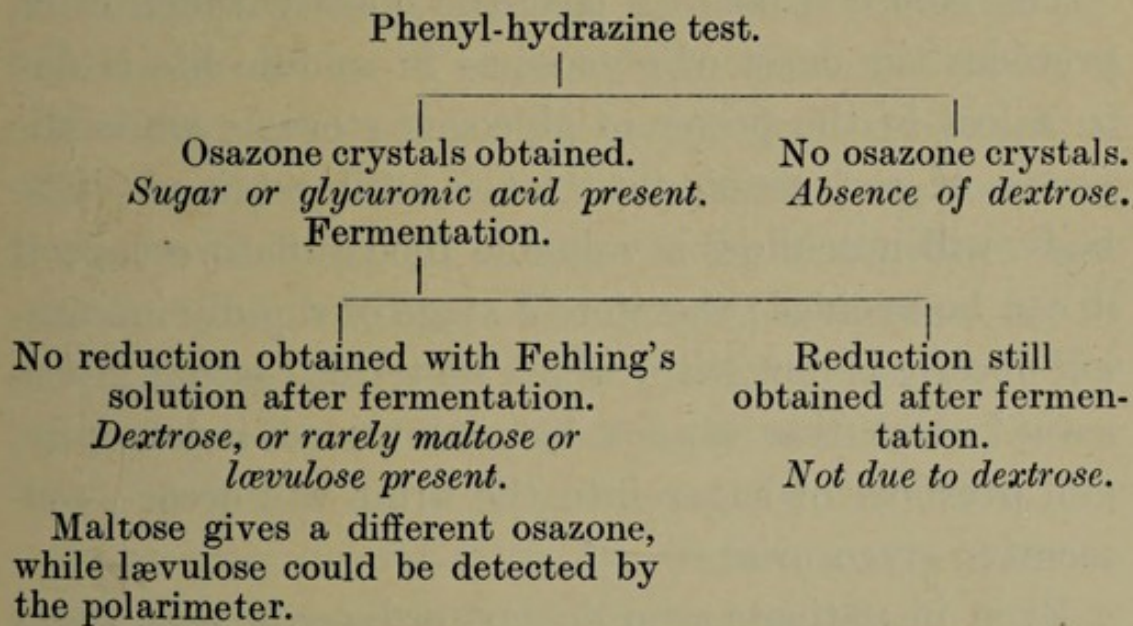 Phenyl-hydrazine test.
Osazone crystals obtained.
Sugar or glycuronic acid present.
Fermentation.
No osazone crystals.
Absence of dextrose.
No reduction obtained with Fehling's
solution after fermentation.
Dextrose, or rarely maltose or
lævulose present.
Maltose gives a different osazone,
while lævulose could be detected by
the polarimeter.
Reduction still
obtained after fermen-
tation.
Not due to dextrose.